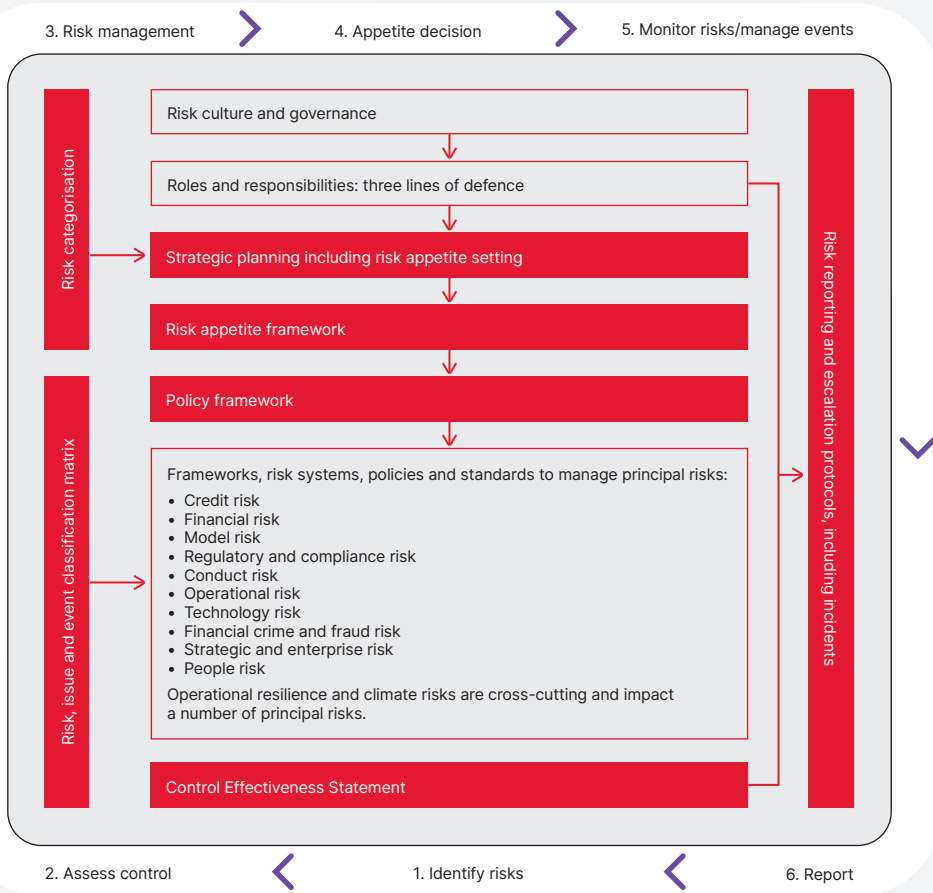 3. Risk management
4. Appetite decision
5. Monitor risks/manage events
Risk categorisation
Risk culture and governance
Roles and responsibilities: three lines of defence
Strategic planning including risk appetite setting
Risk appetite framework
Policy framework
Risk, issue and event classification matrix
Frameworks, risk systems, policies and standards to manage principal risks:
• Credit risk
• Financial risk
• Model risk
• Regulatory and compliance risk
• Conduct risk
• Operational risk
• Technology risk
• Financial crime and fraud risk
• Strategic and enterprise risk
• People risk
Operational resilience and climate risks are cross-cutting and impact
a number of principal risks.
Control Effectiveness Statement
Risk reporting and escalation protocols, including incidents
2. Assess control
1. Identify risks
6. Report